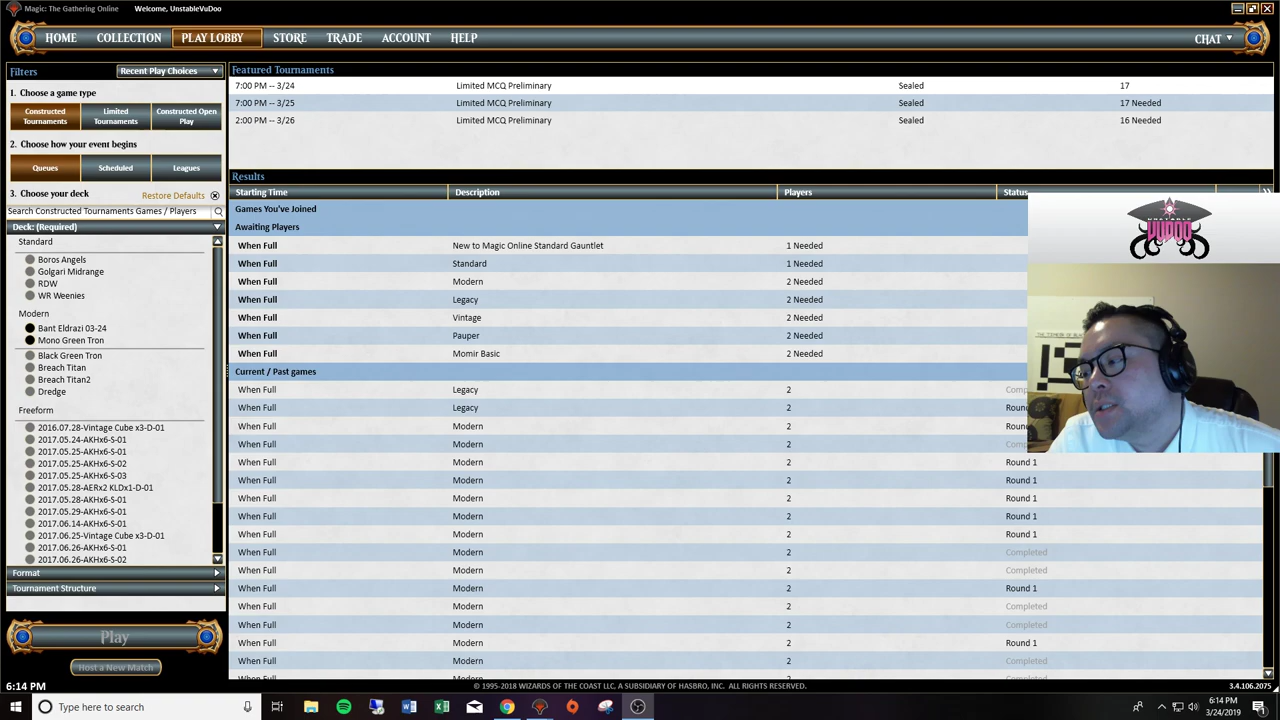 Magic: The Gathering Online Welcome, UnstableVuDoo
HOME COLLECTION PLAY LOBBY STORE TRADE ACCOUNT HELP CHAT
Filters Recent Play Choices
1. Choose a game type
Constructed Tournaments Limited Tournaments Constructed Open Play
2. Choose how your event begins
Queues Scheduled Leagues
3. Choose your deck Restore Defaults
Search Constructed Tournaments Games / Players
Deck: (Required)
Standard
Boros Angels
Golgari Midrange
RDW
WR Weenies
Modern
Bant Eldrazi 03-24
Mono Green Tron
Black Green Tron
Breach Titan
Breach Titan2
Dredge
Freeform
2016.07.28-Vintage Cube x3-D-01
2017.05.24-AKHx6-S-01
2017.05.25-AKHx6-S-01
2017.05.25-AKHx6-S-02
2017.05.25-AKHx6-S-03
2017.05.28-AERx2 KLDx1-D-01
2017.05.28-AKHx6-S-01
2017.05.29-AKHx6-S-01
2017.06.14-AKHx6-S-01
2017.06.25-Vintage Cube x3-D-01
2017.06.26-AKHx6-S-01
2017.06.26-AKHx6-S-02
Format
Tournament Structure
Play
Host a New Match
6:14 PM
Featured Tournaments
7:00 PM -- 3/24 Limited MCQ Preliminary Sealed 17
7:00 PM -- 3/25 Limited MCQ Preliminary Sealed 17 Needed
2:00 PM -- 3/26 Limited MCQ Preliminary Sealed 16 Needed
Results
Starting Time Description Players Status
Games You've Joined
Awaiting Players
When Full New to Magic Online Standard Gauntlet 1 Needed
When Full Standard 1 Needed
When Full Modern 2 Needed
When Full Legacy 2 Needed
When Full Vintage 2 Needed
When Full Pauper 2 Needed
When Full Momir Basic 2 Needed
Current / Past games
When Full Legacy 2 Comp
When Full Legacy 2 Roun
When Full Modern 2 Roun
When Full Modern 2 Comp
When Full Modern 2 Round 1
When Full Modern 2 Round 1
When Full Modern 2 Round 1
When Full Modern 2 Round 1
When Full Modern 2 Round 1
When Full Modern 2 Completed
When Full Modern 2 Completed
When Full Modern 2 Round 1
When Full Modern 2 Completed
When Full Modern 2 Completed
When Full Modern 2 Round 1
When Full Modern 2 Completed
UNSTABLE
VUDOO
© 1995-2018 WIZARDS OF THE COAST LLC, A SUBSIDIARY OF HASBRO, INC. ALL RIGHTS RESERVED.
3.4.106.2075
Type here to search
6:14 PM
3/24/2019